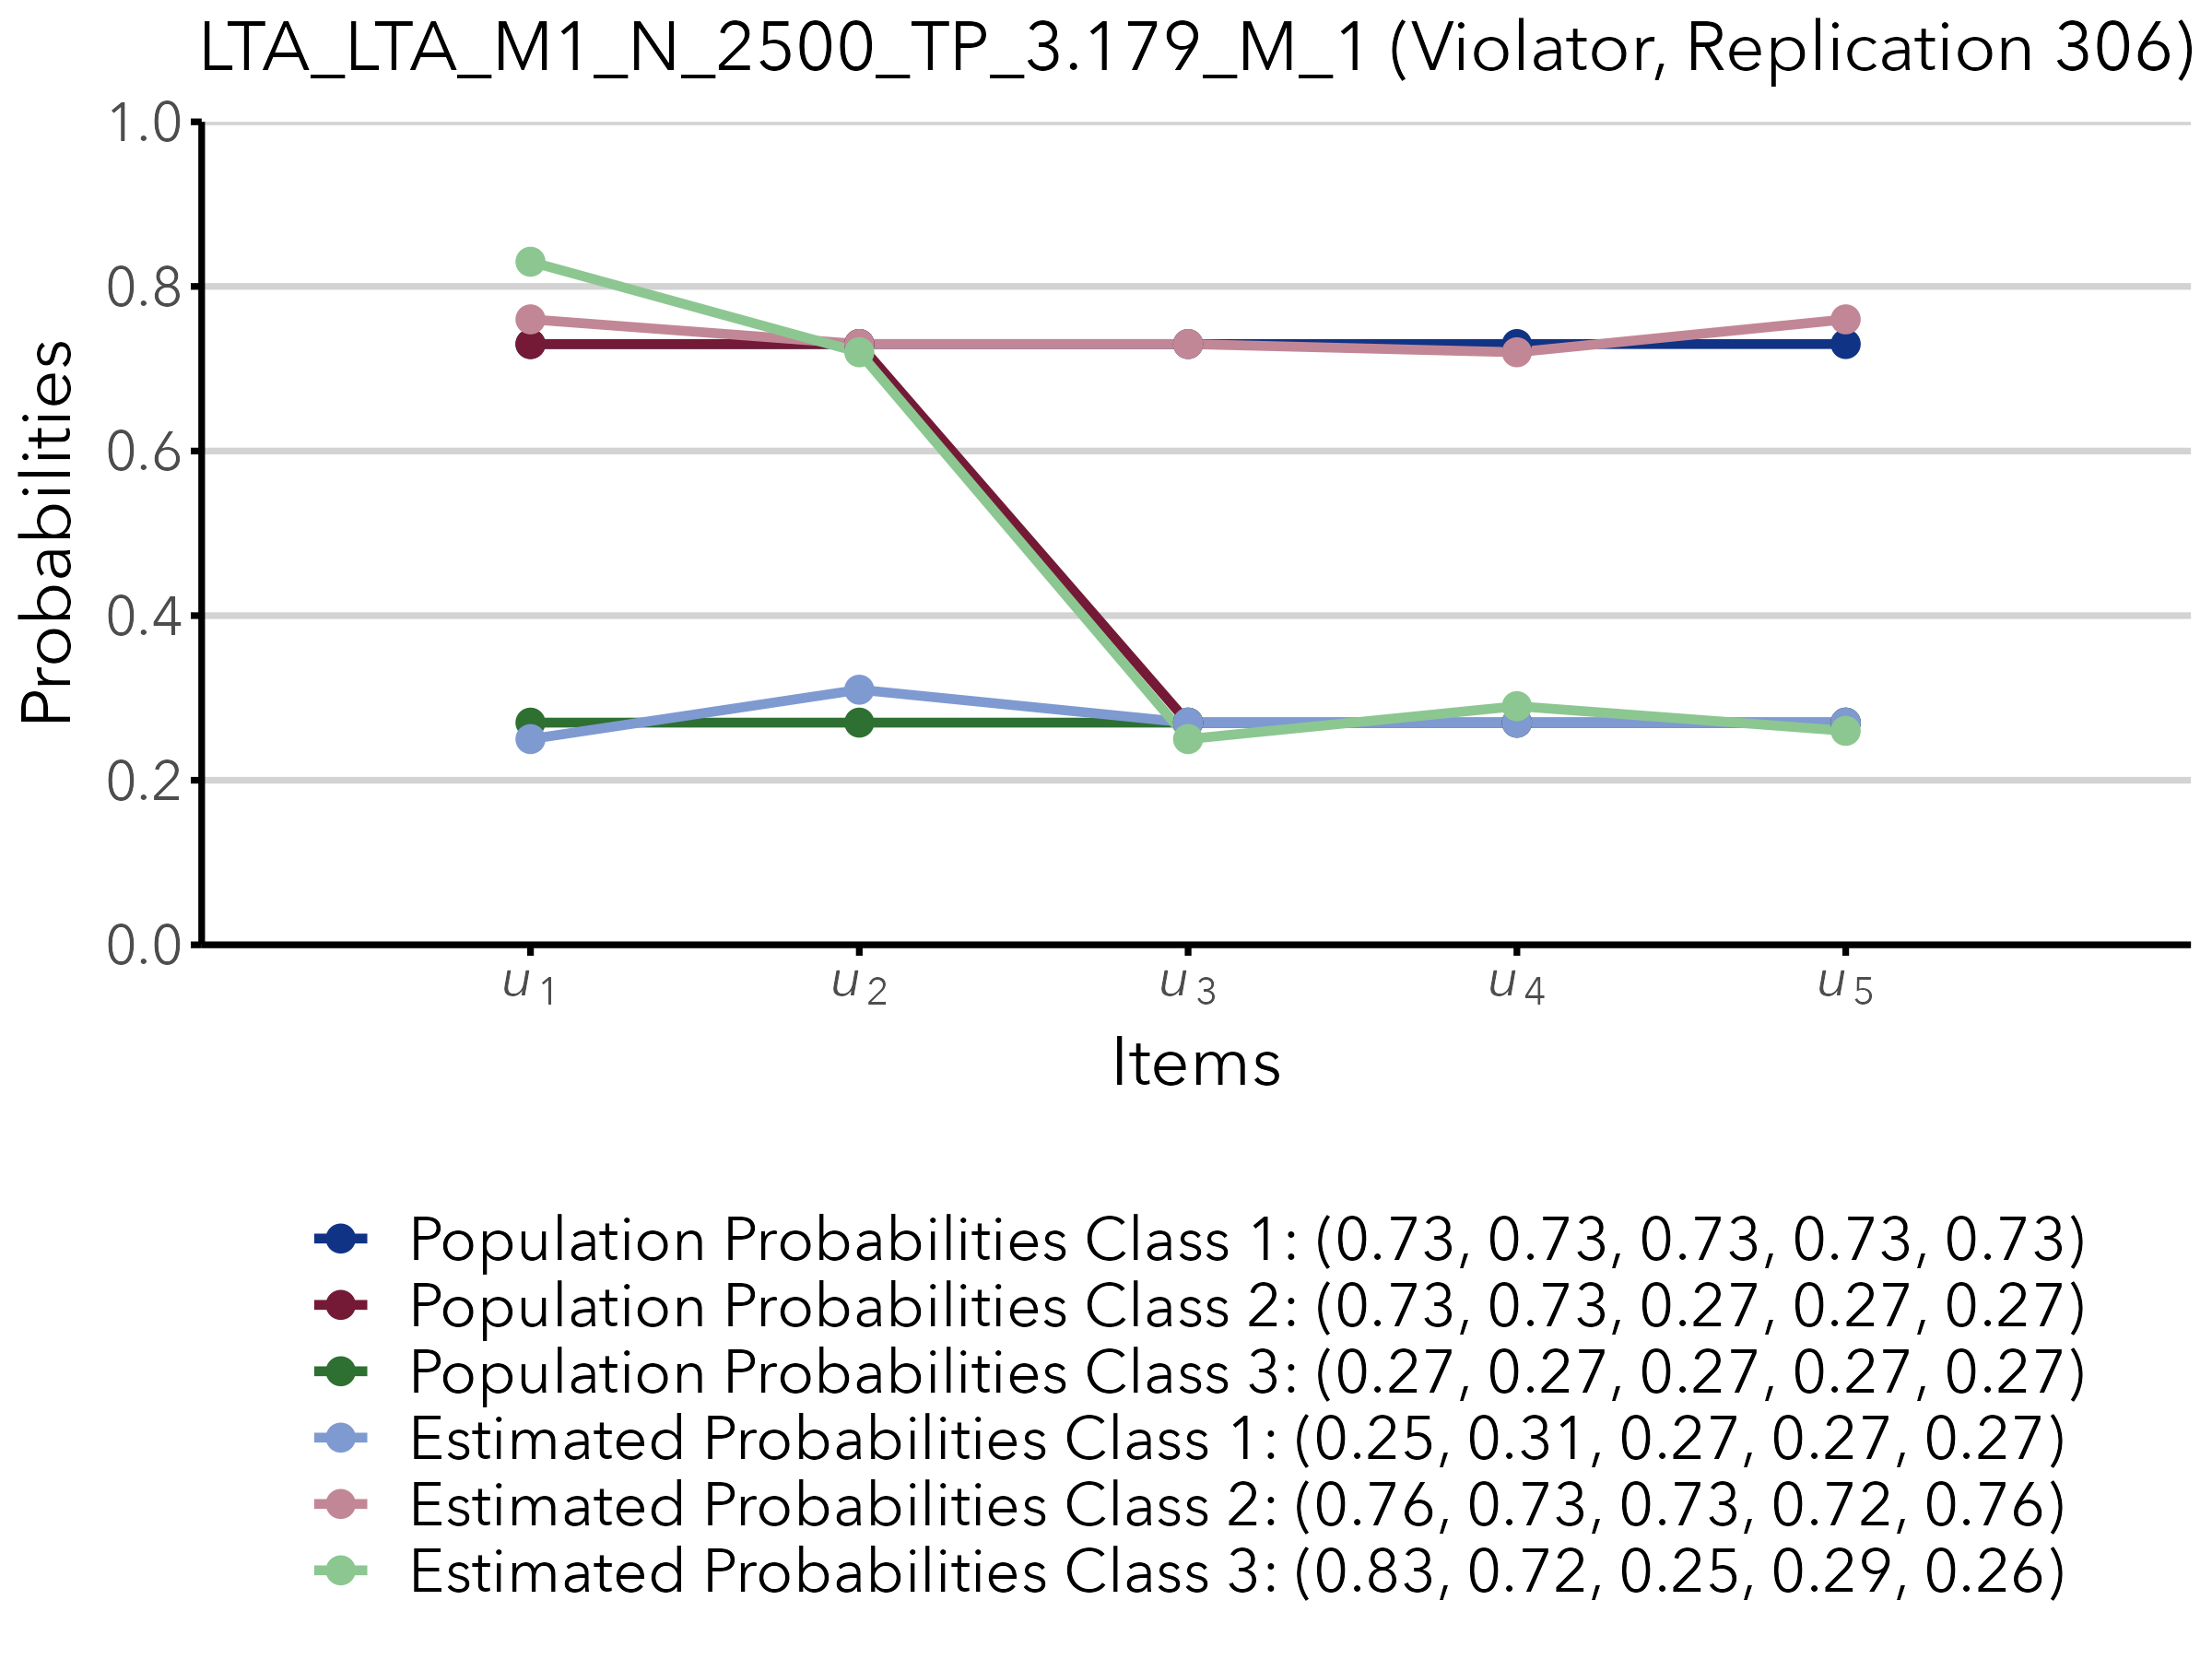 LTA_LTA_M1_N_2500_TP_3.179_M_1 (Violator, Replication 306)
1.0
0.8
0.6
0.4
0.2
0.0
Probabilities
u1 u2 u3 u4 u5
Items
Population Probabilities Class 1: (0.73, 0.73, 0.73, 0.73, 0.73)
Population Probabilities Class 2: (0.73, 0.73, 0.27, 0.27, 0.27)
Population Probabilities Class 3: (0.27, 0.27, 0.27, 0.27, 0.27)
Estimated Probabilities Class 1: (0.25, 0.31, 0.27, 0.27, 0.27)
Estimated Probabilities Class 2: (0.76, 0.73, 0.73, 0.72, 0.76)
Estimated Probabilities Class 3: (0.83, 0.72, 0.25, 0.29, 0.26)